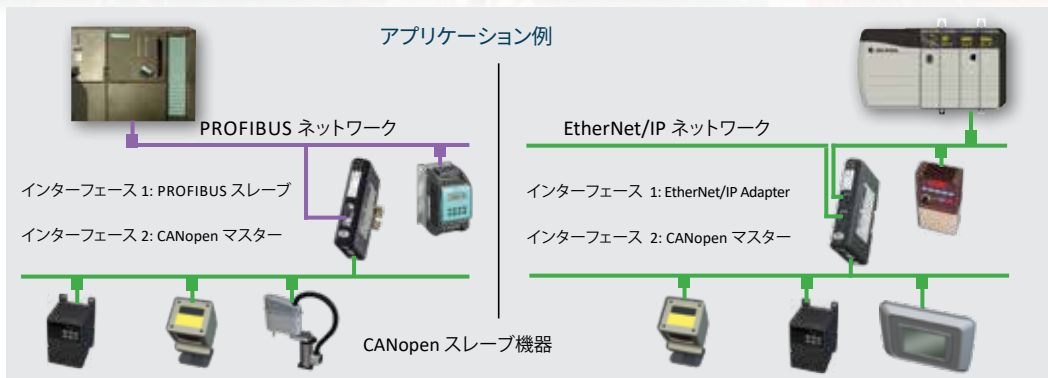 アプリケーション例
PROFIBUS ネットワーク
インターフェース 1: PROFIBUS スレーブ
インターフェース 2: CANopen マスター
EtherNet/IP ネットワーク
インターフェース 1: EtherNet/IP Adapter
インターフェース 2: CANopen マスター
CANopen スレーブ機器